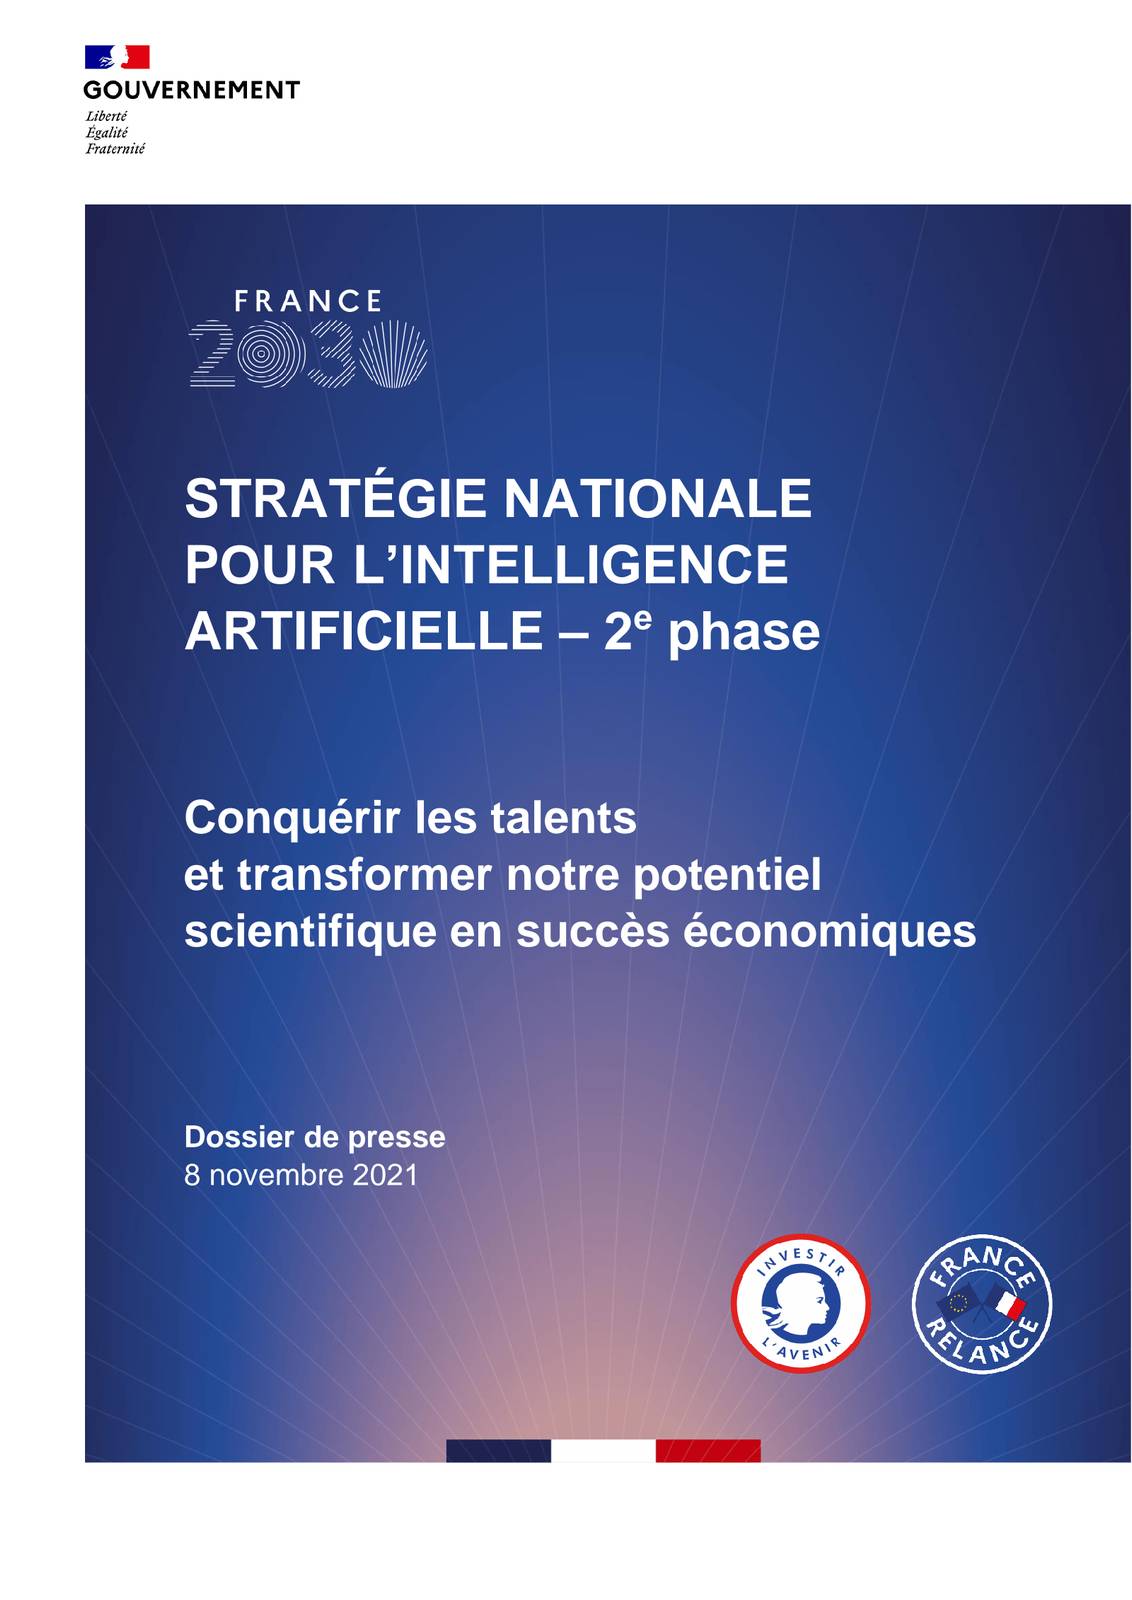 GOUVERNEMENT
Liberté
Égalité
Fraternité
FRANCE
2030
STRATÉGIE NATIONALE
POUR L’INTELLIGENCE
ARTIFICIELLE – 2e phase
Conquérir les talents
et transformer notre potentiel
scientifique en succès économiques
Dossier de presse
8 novembre 2021
INVESTIR
L’AVENIR
FRANCE
RELANCE